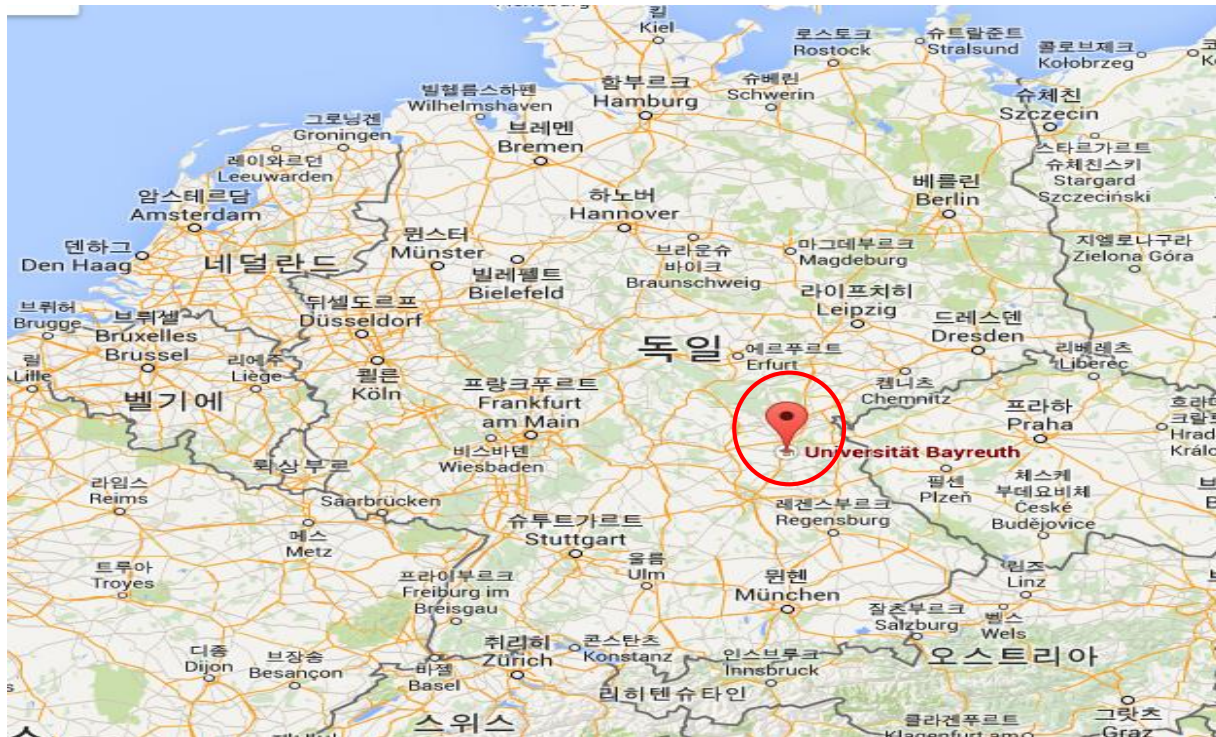 킬
Kiel
로스토크
Rostock
슈트랄준트
Stralsund
콜로브제크
Kołobrzeg
함부르크
Hamburg
슈베린
Schwerin
빌헬름스하펜
Wilhelmshaven
슈체친
Szczecin
그로닝겐
Groningen
브레멘
Bremen
레이와르던
Leeuwarden
스타르가르트
슈체친스키
Stargard
Szczeciński
베를린
Berlin
암스테르담
Amsterdam
하노버
Hannover
덴하그
Den Haag
네덜란드
뮌스터
Münster
빌레펠트
Bielefeld
브라운슈
바이크
Braunschweig
마그데부르크
Magdeburg
지엘로나구라
Zielona Góra
라이프치히
Leipzig
브뤼허
Brugge
브뤼셀
Bruxelles
Brussel
뒤셀도르프
Düsseldorf
드레스덴
Dresden
독일
에르푸르트
Erfurt
리베레츠
Liberec
릴
Lille
리에주
Liège
쾰른
Köln
켐니츠
Chemnitz
벨기에
프랑크푸르트
Frankfurt
am Main
프라하
Praha
비스바덴
Wiesbaden
Universität Bayreuth
룩상부르
플젠
Plzeň
체스케
부데요비체
České
Budějovice
라임스
Reims
Saarbrücken
레겐스부르크
Regensburg
메스
Metz
슈투트가르트
Stuttgart
트루아
Troyes
울름
Ulm
뮌헨
München
린즈
Linz
프라이부르크
Freiburg im
Breisgau
잘츠부르크
Salzburg
벨스
Wels
디종
Dijon
브장송
Besançon
취리히
Zürich
콘스탄츠
Konstanz
인스브루크
Innsbruck
오스트리아
바젤
Basel
리히텐슈타인
스위스
클라겐푸르트
Klagenfurt am
그랏츠
Graz